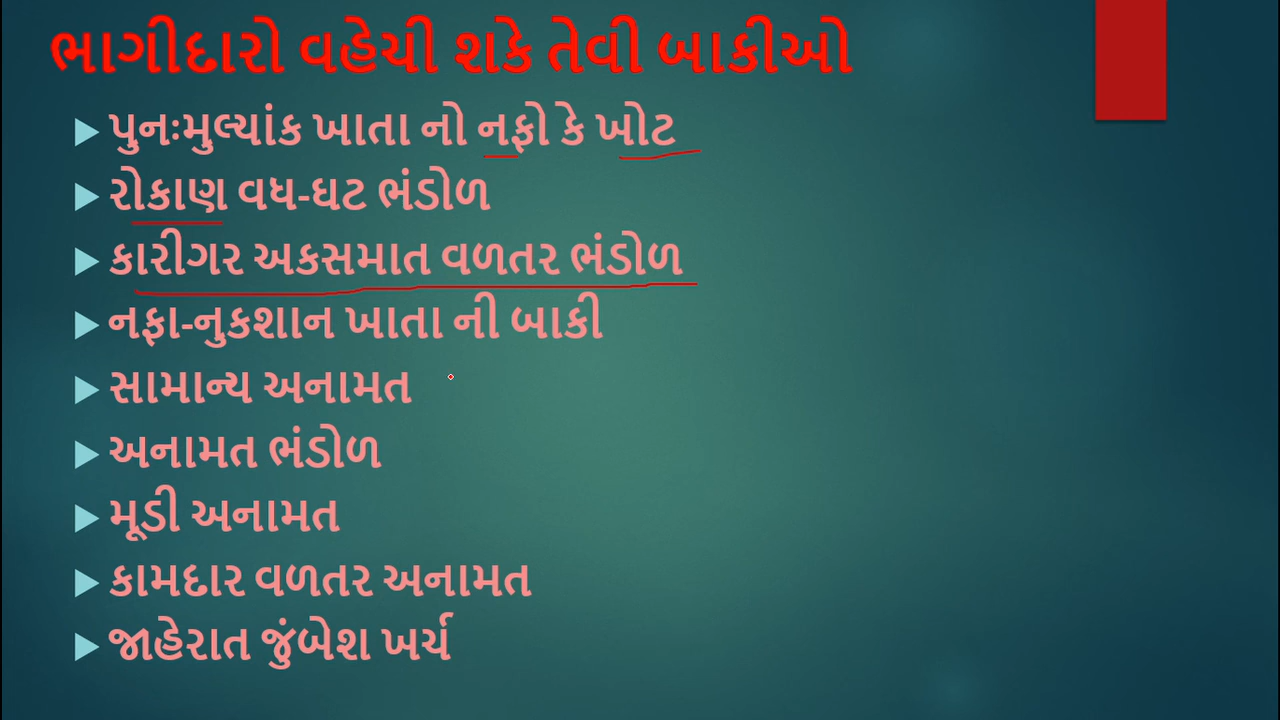 ભાગીદારો વહેચી શકે તેવી બાકીઓ
પુનઃમુલ્યાંક ખાતા નો નફો કે ખોટ
રોકાણ વધ-ઘટ ભંડોળ
કારીગર અકસમાત વળતર ભંડોળ
નફા-નુકશાન ખાતા ની બાકી
સામાન્ય અનામત
અનામત ભંડોળ
મૂડી અનામત
કામદાર વળતર અનામત
જાહેરાત જુંબેશ ખર્ચ